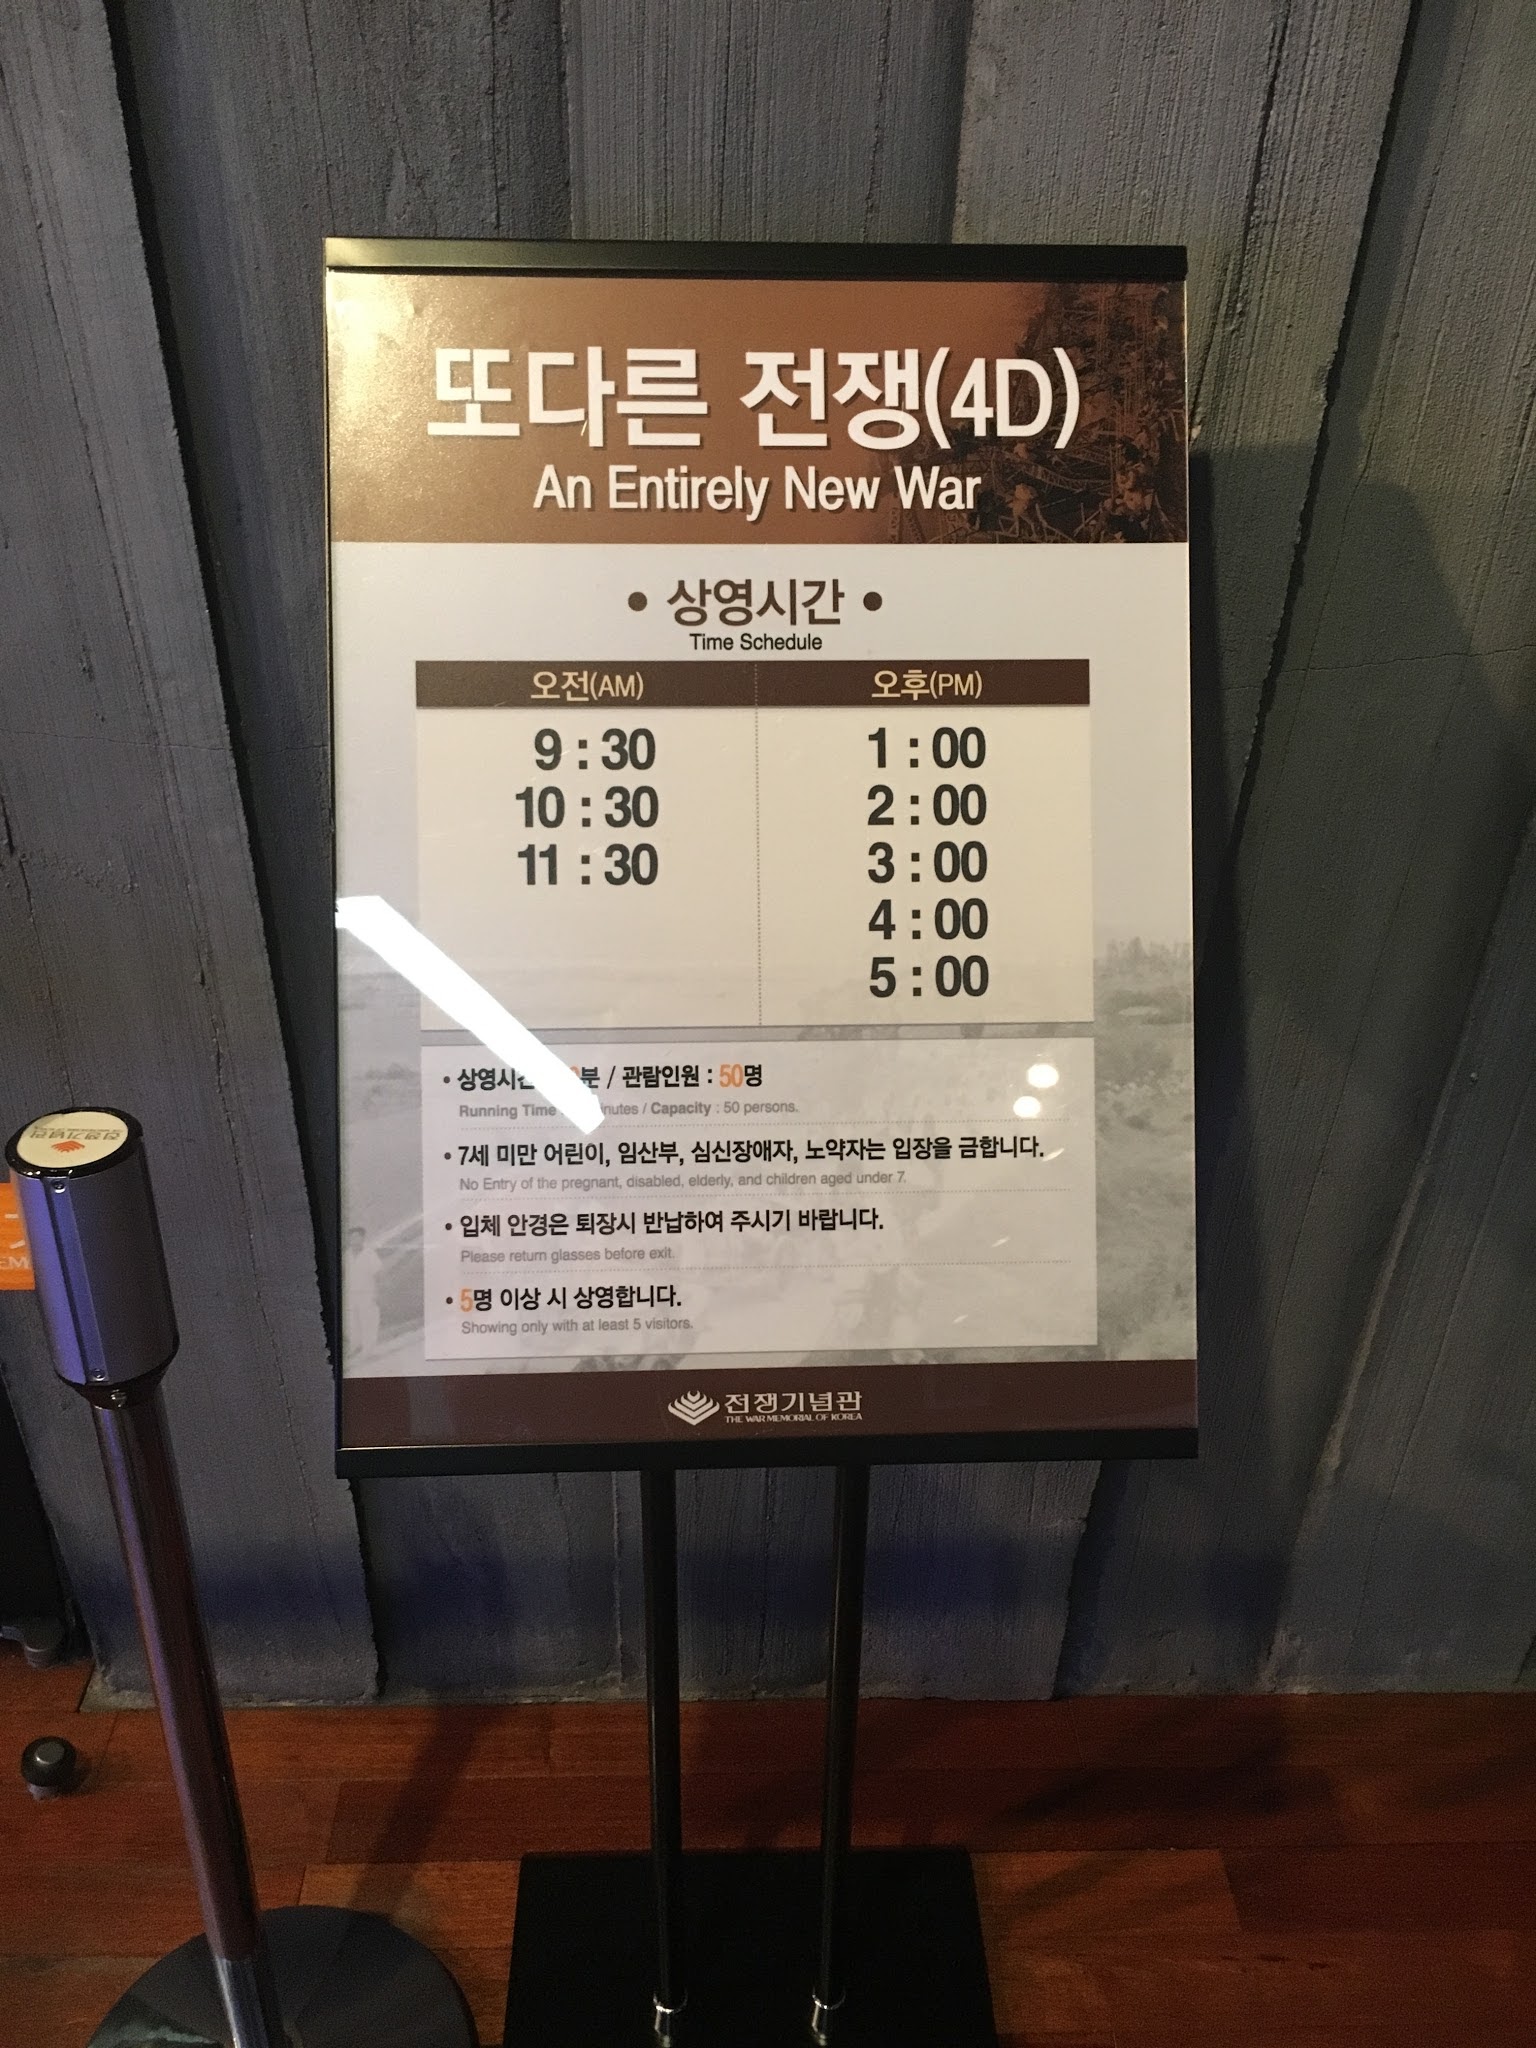 또다른 전쟁(4D)
An Entirely New War
• 상영시간 •
Time Schedule
오전(AM) 오후(PM)
9 : 30 1 : 00
10 : 30 2 : 00
11 : 30 3 : 00
4 : 00
5 : 00
• 상영시간 분 / 관람인원 : 50명
Running Time / Capacity : 50 persons.
• 7세 미만 어린이, 임산부, 심신장애자, 노약자는 입장을 금합니다.
No Entry of the pregnant, disabled, elderly, and children aged under 7.
• 입체 안경은 퇴장시 반납하여 주시기 바랍니다.
Please return glasses before exit.
• 5명 이상 시 상영합니다.
Showing only with at least 5 visitors.
전쟁기념관
THE WAR MEMORIAL OF KOREA
전쟁기념관